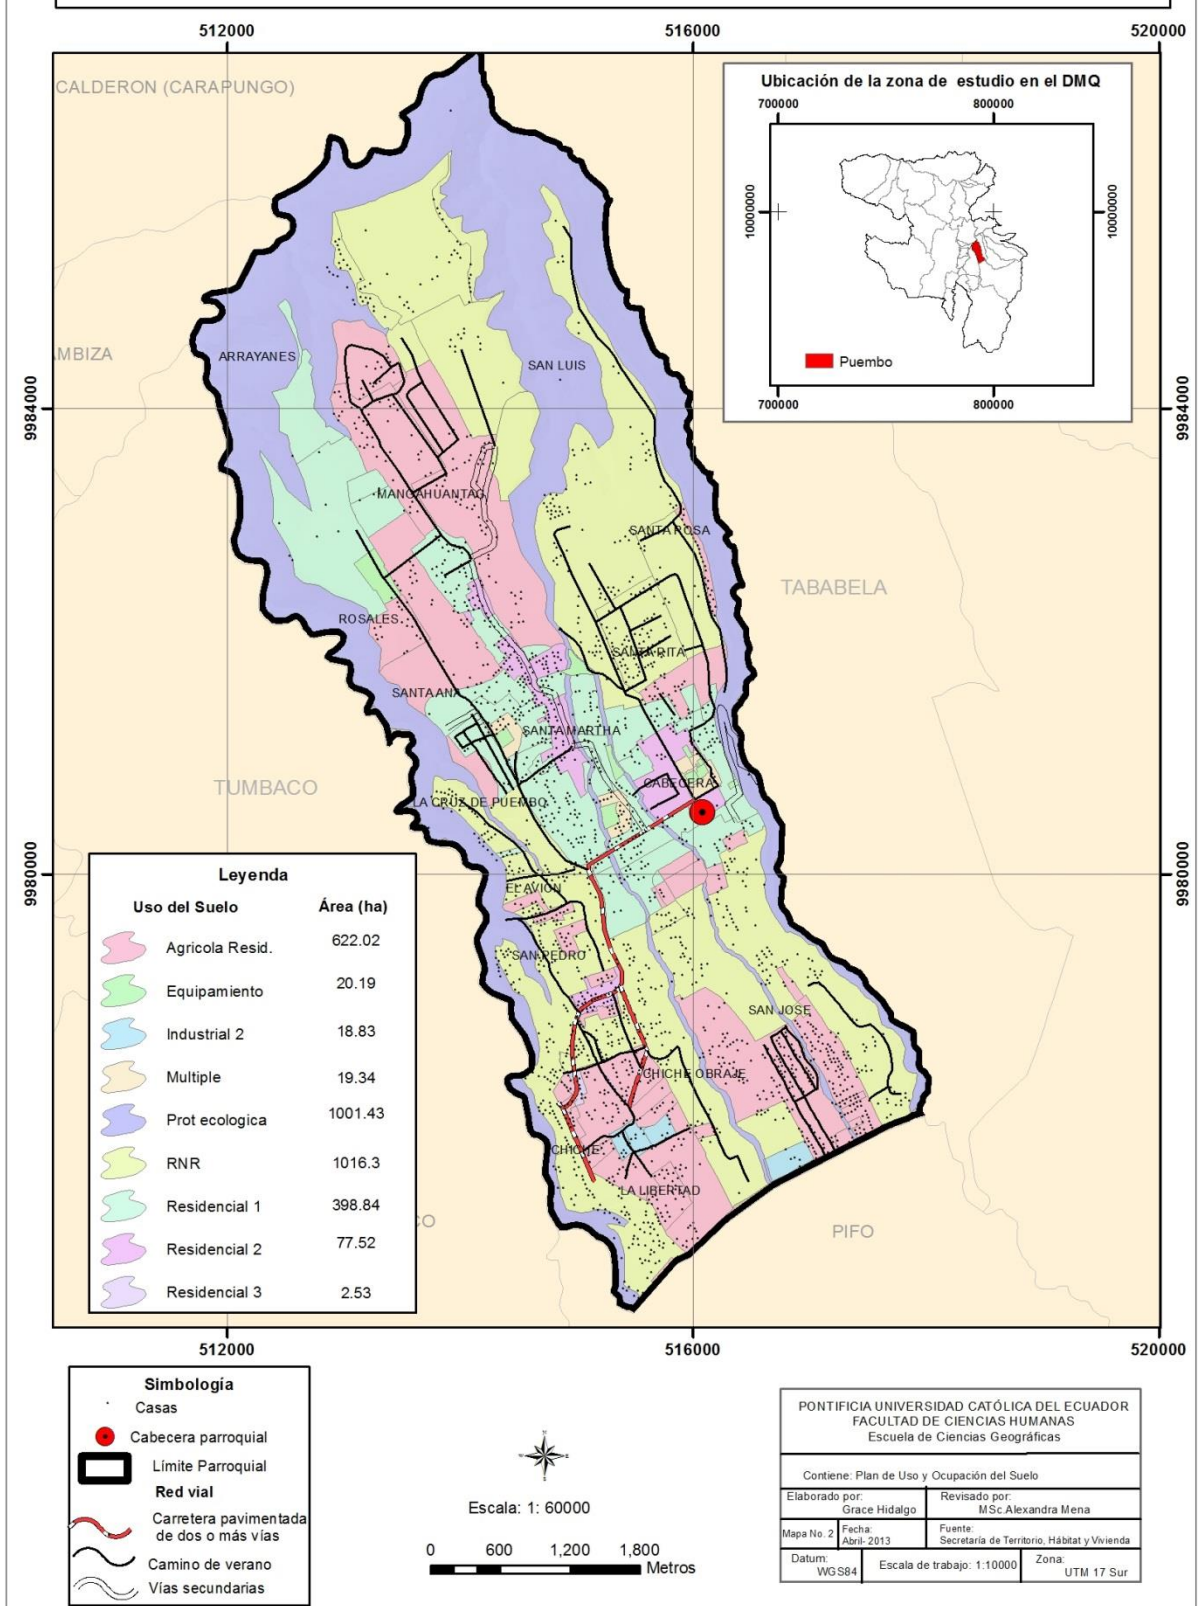 512000
516000
520000
CALDERON (CARAPUNGO)
Ubicación de la zona de estudio en el DMQ
700000
800000
10000000
10000000
Puembo
700000
800000
AMBIZA
ARRAYANES
SAN LUIS
9984000
9984000
MANGAHUANTAG
SANTA ROSA
TABABELA
ROSALES
SANTA RITA
SANTA ANA
SANTA MARTHA
TUMBACO
CABECERA
LA CRUZ DE PUEMBO
9980000
9980000
EL AVION
SAN PEDRO
SAN JOSE
CHICHE OBRAJE
CHICHE
LA LIBERTAD
CO
PIFO
Leyenda
Uso del Suelo Área (ha)
Agricola Resid. 622.02
Equipamiento 20.19
Industrial 2 18.83
Multiple 19.34
Prot ecologica 1001.43
RNR 1016.3
Residencial 1 398.84
Residencial 2 77.52
Residencial 3 2.53
512000
516000
520000
Simbología
Casas
Cabecera parroquial
Límite Parroquial
Red vial
Carretera pavimentada
de dos o más vías
Camino de verano
Vías secundarias
Escala: 1: 60000
0 600 1,200 1,800
Metros
PONTIFICIA UNIVERSIDAD CATÓLICA DEL ECUADOR
FACULTAD DE CIENCIAS HUMANAS
Escuela de Ciencias Geográficas
Contiene: Plan de Uso y Ocupación del Suelo
Elaborado por:
Grace Hidalgo
Revisado por:
MSc.Alexandra Mena
Mapa No. 2
Fecha:
Abril- 2013
Fuente:
Secretaría de Territorio, Hábitat y Vivienda
Datum:
WGS84
Escala de trabajo: 1:10000
Zona:
UTM 17 Sur